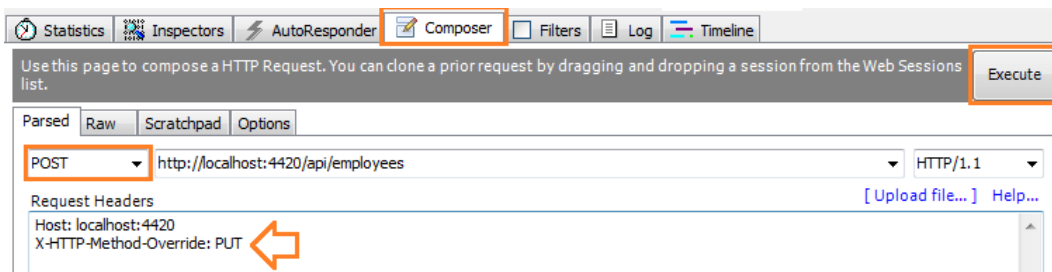 Statistics Inspectors AutoResponder Composer Filters Log Timeline
Use this page to compose a HTTP Request. You can clone a prior request by dragging and dropping a session from the Web Sessions
list.
Execute
Parsed Raw Scratchpad Options
POST http://localhost:4420/api/employees HTTP/1.1
Request Headers [ Upload file... ] Help...
Host: localhost:4420
X-HTTP-Method-Override: PUT